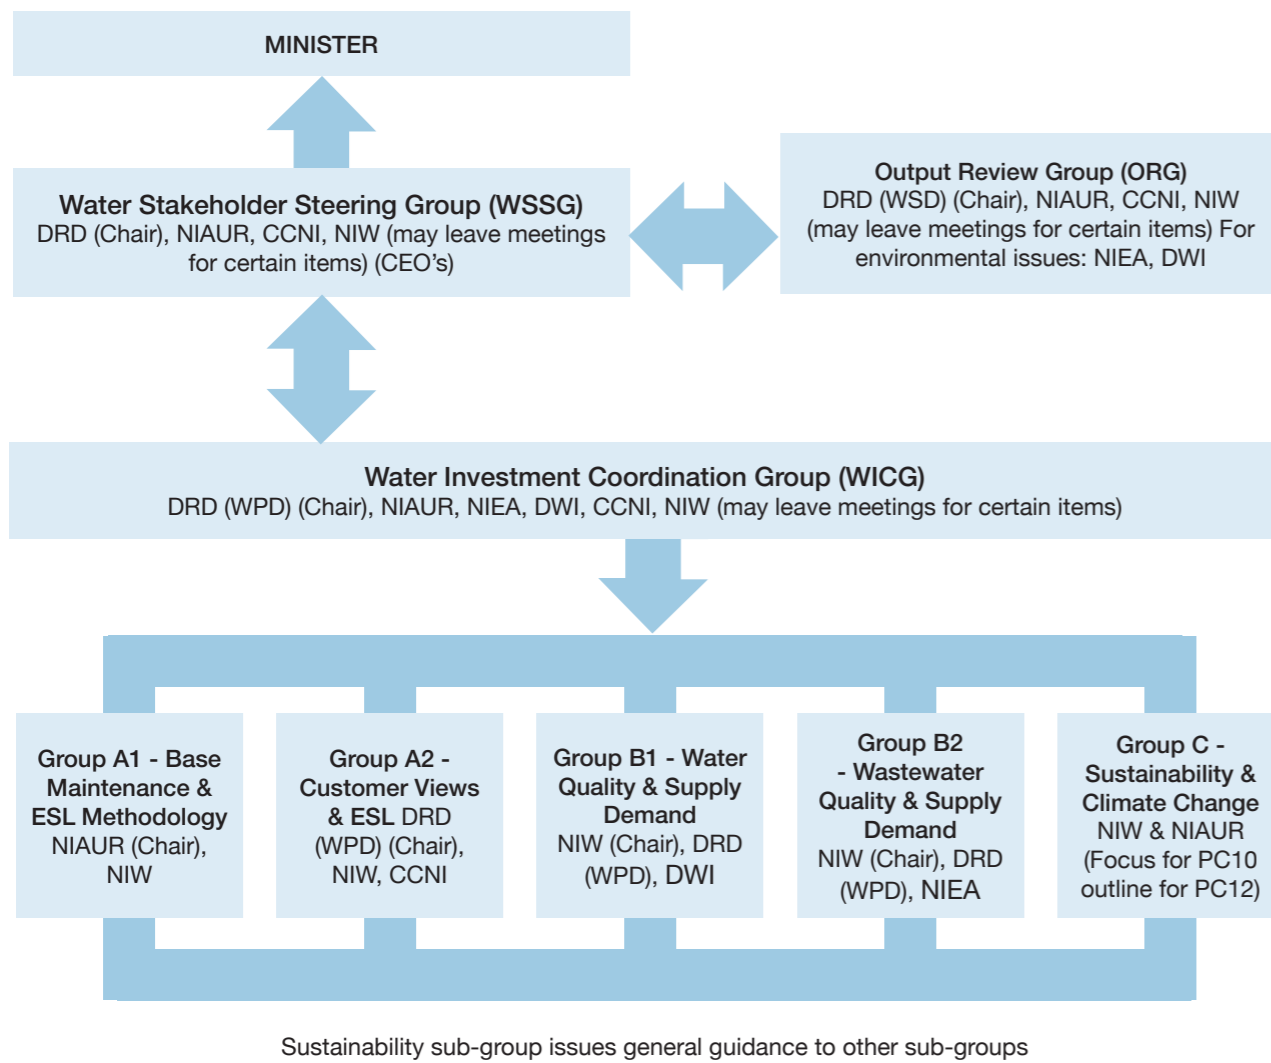 MINISTER
Water Stakeholder Steering Group (WSSG)
DRD (Chair), NIAUR, CCNI, NIW (may leave meetings
for certain items) (CEO’s)
Output Review Group (ORG)
DRD (WSD) (Chair), NIAUR, CCNI, NIW
(may leave meetings for certain items) For
environmental issues: NIEA, DWI
Water Investment Coordination Group (WICG)
DRD (WPD) (Chair), NIAUR, NIEA, DWI, CCNI, NIW (may leave meetings for certain items)
Group A1 - Base
Maintenance &
ESL Methodology
NIAUR (Chair),
NIW
Group A2 -
Customer Views
& ESL DRD
(WPD) (Chair),
NIW, CCNI
Group B1 - Water
Quality & Supply
Demand
NIW (Chair), DRD
(WPD), DWI
Group B2
- Wastewater
Quality & Supply
Demand
NIW (Chair), DRD
(WPD), NIEA
Group C -
Sustainability &
Climate Change
NIW & NIAUR
(Focus for PC10
outline for PC12)
Sustainability sub-group issues general guidance to other sub-groups